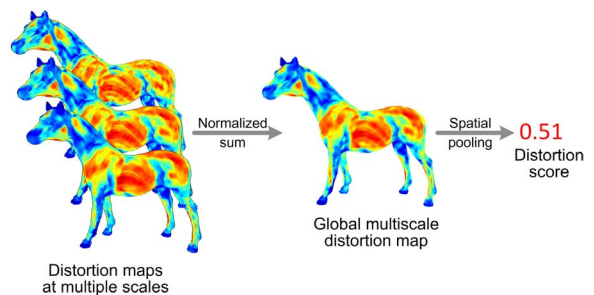 Normalized
sum
Spatial
pooling
0.51
Distortion
score
Global multiscale
distortion map
Distortion maps
at multiple scales